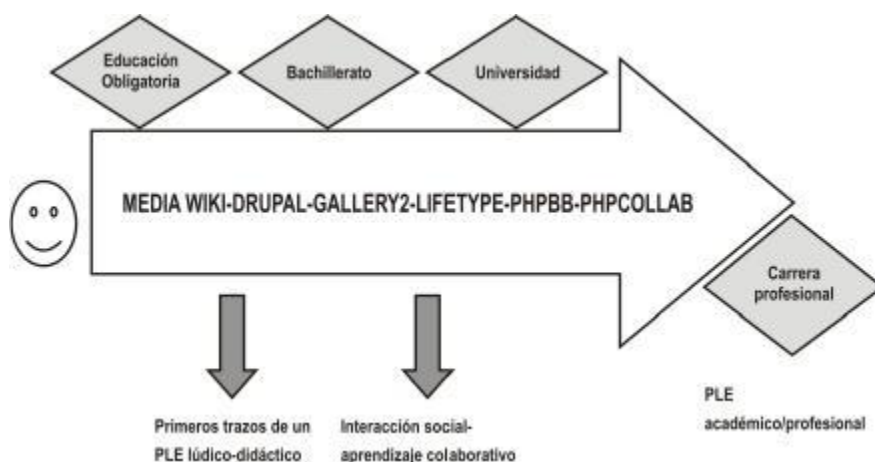 Educación
Obligatoria
Bachillerato
Universidad
MEDIA WIKI-DRUPAL-GALLERY2-LIFETYPE-PHPBB-PHPCOLLAB
Carrera
profesional
Primeros trazos de un
PLE lúdico-didáctico
Interacción social-
aprendizaje colaborativo
PLE
académico/profesional